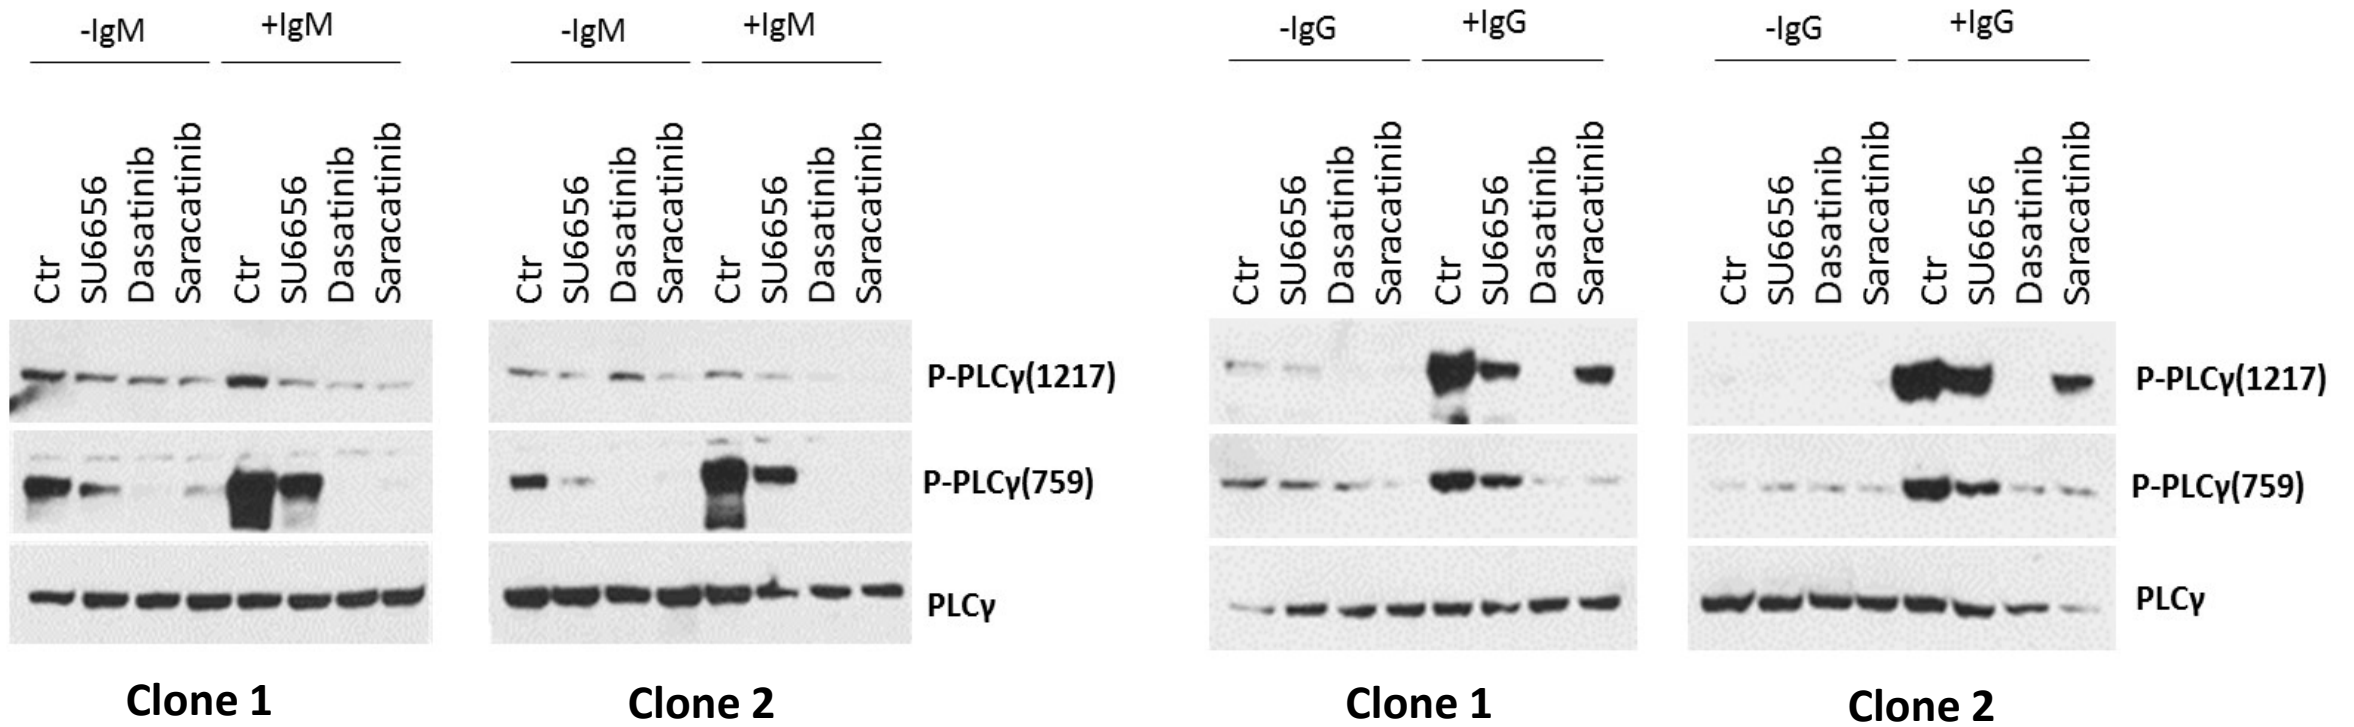 -IgM +IgM -IgM +IgM -IgG +IgG -IgG +IgG
Ctr SU6656 Dasatinib Saracatinib Ctr SU6656 Dasatinib Saracatinib Ctr SU6656 Dasatinib Saracatinib Ctr SU6656 Dasatinib Saracatinib Ctr SU6656 Dasatinib Saracatinib Ctr SU6656 Dasatinib Saracatinib Ctr SU6656 Dasatinib Saracatinib Ctr SU6656 Dasatinib Saracatinib
P-PLCγ(1217) P-PLCγ(1217)
P-PLCγ(759) P-PLCγ(759)
PLCγ PLCγ
Clone 1 Clone 2 Clone 1 Clone 2